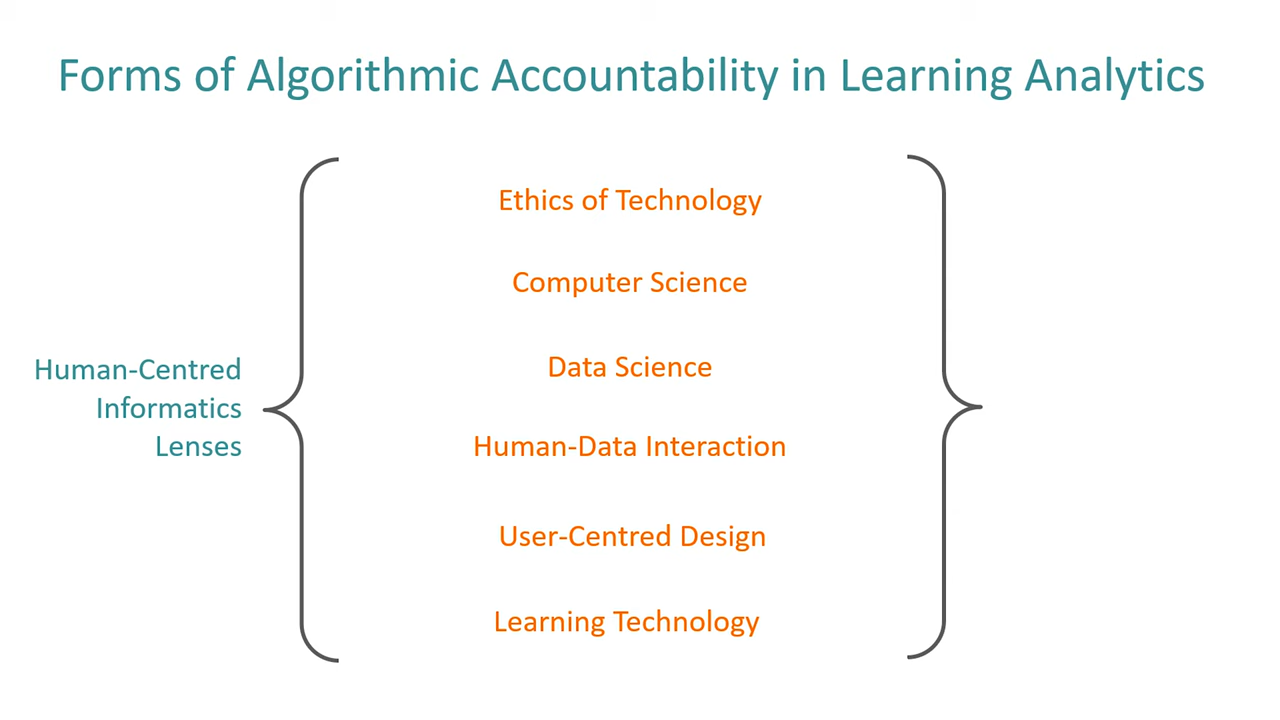 Forms of Algorithmic Accountability in Learning Analytics
Human-Centred
Informatics
Lenses
Ethics of Technology
Computer Science
Data Science
Human-Data Interaction
User-Centred Design
Learning Technology